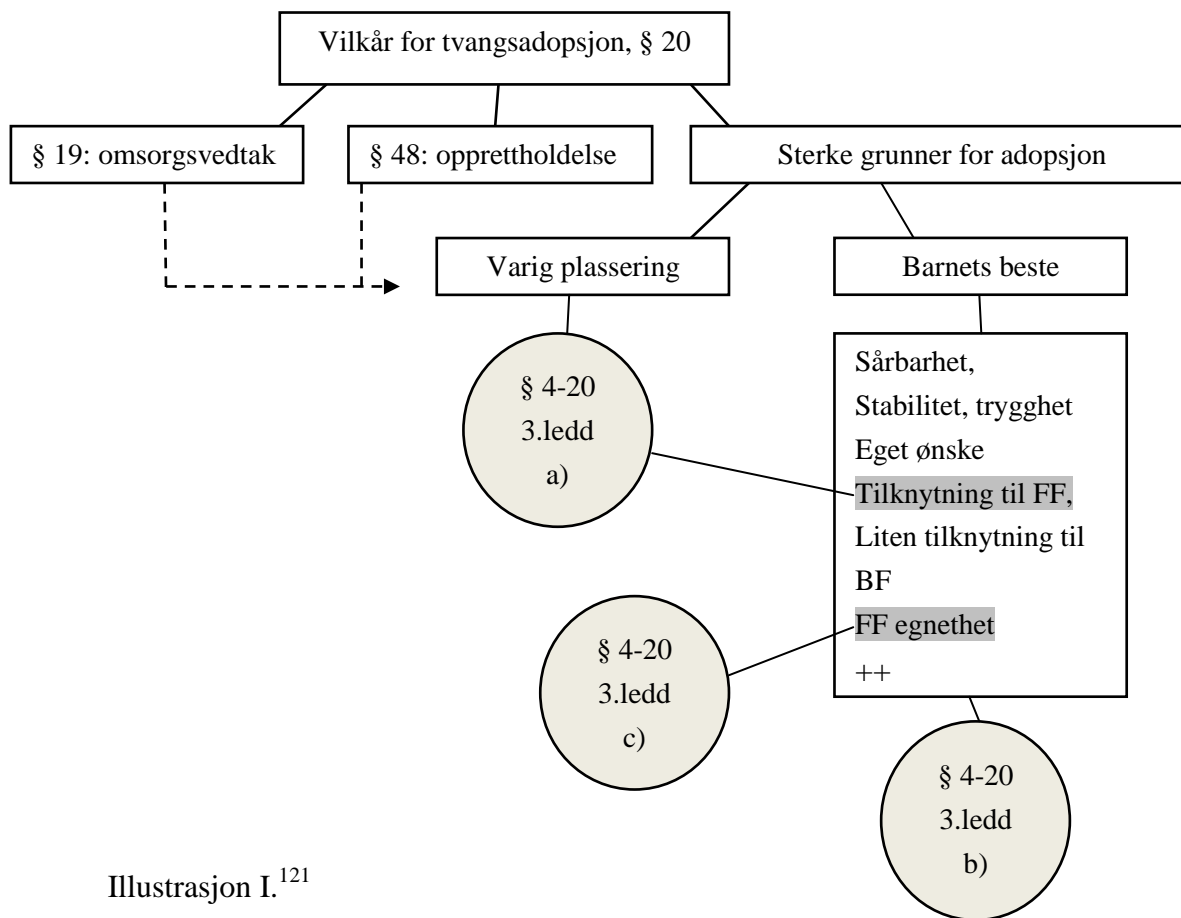 Vilkår for tvangsadopsjon, § 20
§ 19: omsorgsvedtak
§ 48: opprettholdelse
Sterke grunner for adopsjon
Varig plassering
Barnets beste
§ 4-20
3.ledd
a)
Sårbarhet,
Stabilitet, trygghet
Eget ønske
Tilknytning til FF,
Liten tilknytning til
BF
FF egnethet
++
§ 4-20
3.ledd
c)
§ 4-20
3.ledd
b)
Illustrasjon I.121